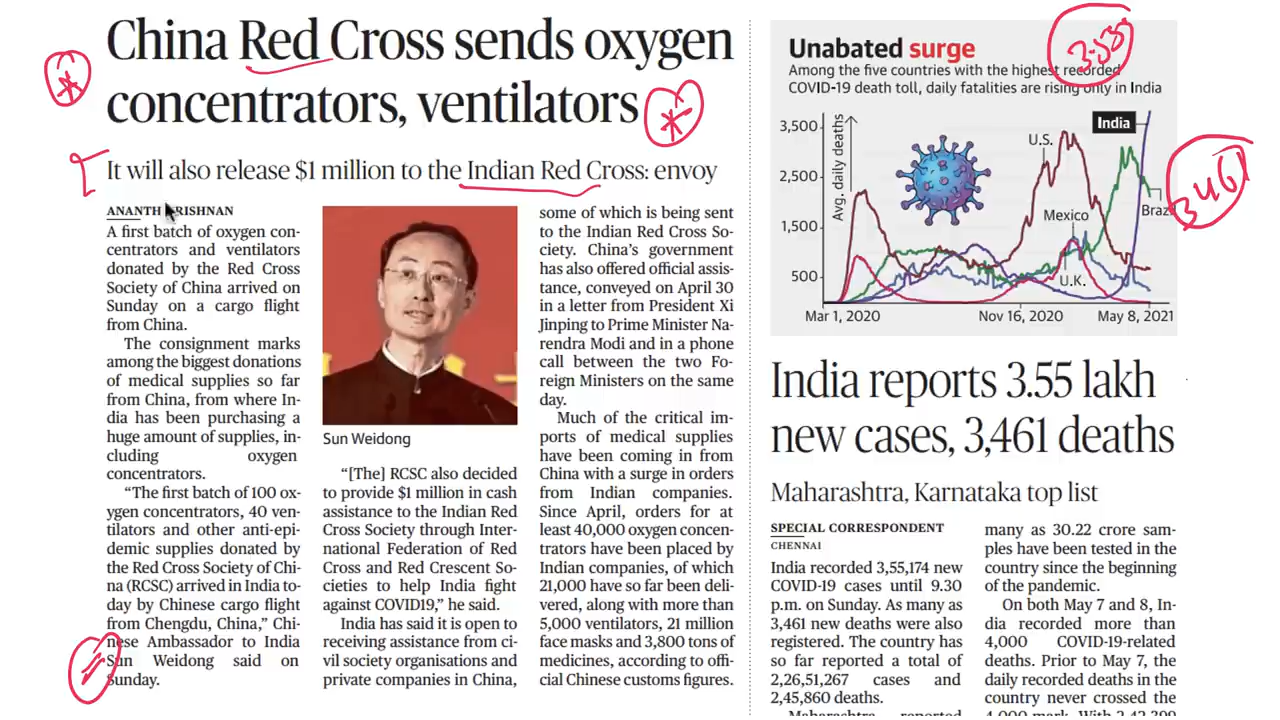 China Red Cross sends oxygen
concentrators, ventilators
It will also release $1 million to the Indian Red Cross: envoy
ANANTH KRISHNAN
A first batch of oxygen con-
centrators and ventilators
donated by the Red Cross
Society of China arrived on
Sunday on a cargo flight
from China.
The consignment marks
among the biggest donations
of medical supplies so far
from China, from where In-
dia has been purchasing a
huge amount of supplies, in-
cluding oxygen
concentrators.
“The first batch of 100 ox-
ygen concentrators, 40 ven-
tilators and other anti-epi-
demic supplies donated by
the Red Cross Society of Chi-
na (RCSC) arrived in India to-
day by Chinese cargo flight
from Chengdu, China,” Chi-
nese Ambassador to India
Sun Weidong said on
Sunday.
Sun Weidong
“[The] RCSC also decided
to provide $1 million in cash
assistance to the Indian Red
Cross Society through Inter-
national Federation of Red
Cross and Red Crescent So-
cieties to help India fight
against COVID19,” he said.
India has said it is open to
receiving assistance from ci-
vil society organisations and
private companies in China,
some of which is being sent
to the Indian Red Cross So-
ciety. China’s government
has also offered official assis-
tance, conveyed on April 30
in a letter from President Xi
Jinping to Prime Minister Na-
rendra Modi and in a phone
call between the two Fo-
reign Ministers on the same
day.
Much of the critical im-
ports of medical supplies
have been coming in from
China with a surge in orders
from Indian companies.
Since April, orders for at
least 40,000 oxygen concen-
trators have been placed by
Indian companies, of which
21,000 have so far been deli-
vered, along with more than
5,000 ventilators, 21 million
face masks and 3,800 tons of
medicines, according to offi-
cial Chinese customs figures.
Unabated surge
3.55
Among the five countries with the highest recorded
COVID-19 death toll, daily fatalities are rising only in India
Avg. daily deaths
3,500
2,500
1,500
500
India
U.S.
Mexico
U.K.
Braz
3461
Mar 1, 2020
Nov 16, 2020
May 8, 2021
India reports 3.55 lakh
new cases, 3,461 deaths
Maharashtra, Karnataka top list
SPECIAL CORRESPONDENT
CHENNAI
India recorded 3,55,174 new
COVID-19 cases until 9.30
p.m. on Sunday. As many as
3,461 new deaths were also
registered. The country has
so far reported a total of
2,26,51,267 cases and
2,45,860 deaths.
Maharashtra reported
many as 30.22 crore sam-
ples have been tested in the
country since the beginning
of the pandemic.
On both May 7 and 8, In-
dia recorded more than
4,000 COVID-19-related
deaths. Prior to May 7, the
daily recorded deaths in the
country never crossed the
4,000 mark. With 2,42,399